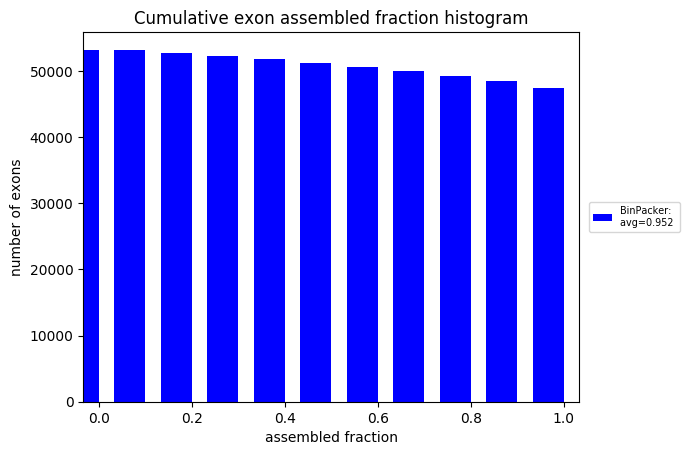 Cumulative exon assembled fraction histogram
50000
40000
30000
20000
10000
0
number of exons
0.0 0.2 0.4 0.6 0.8 1.0
assembled fraction
BinPacker:
avg=0.952